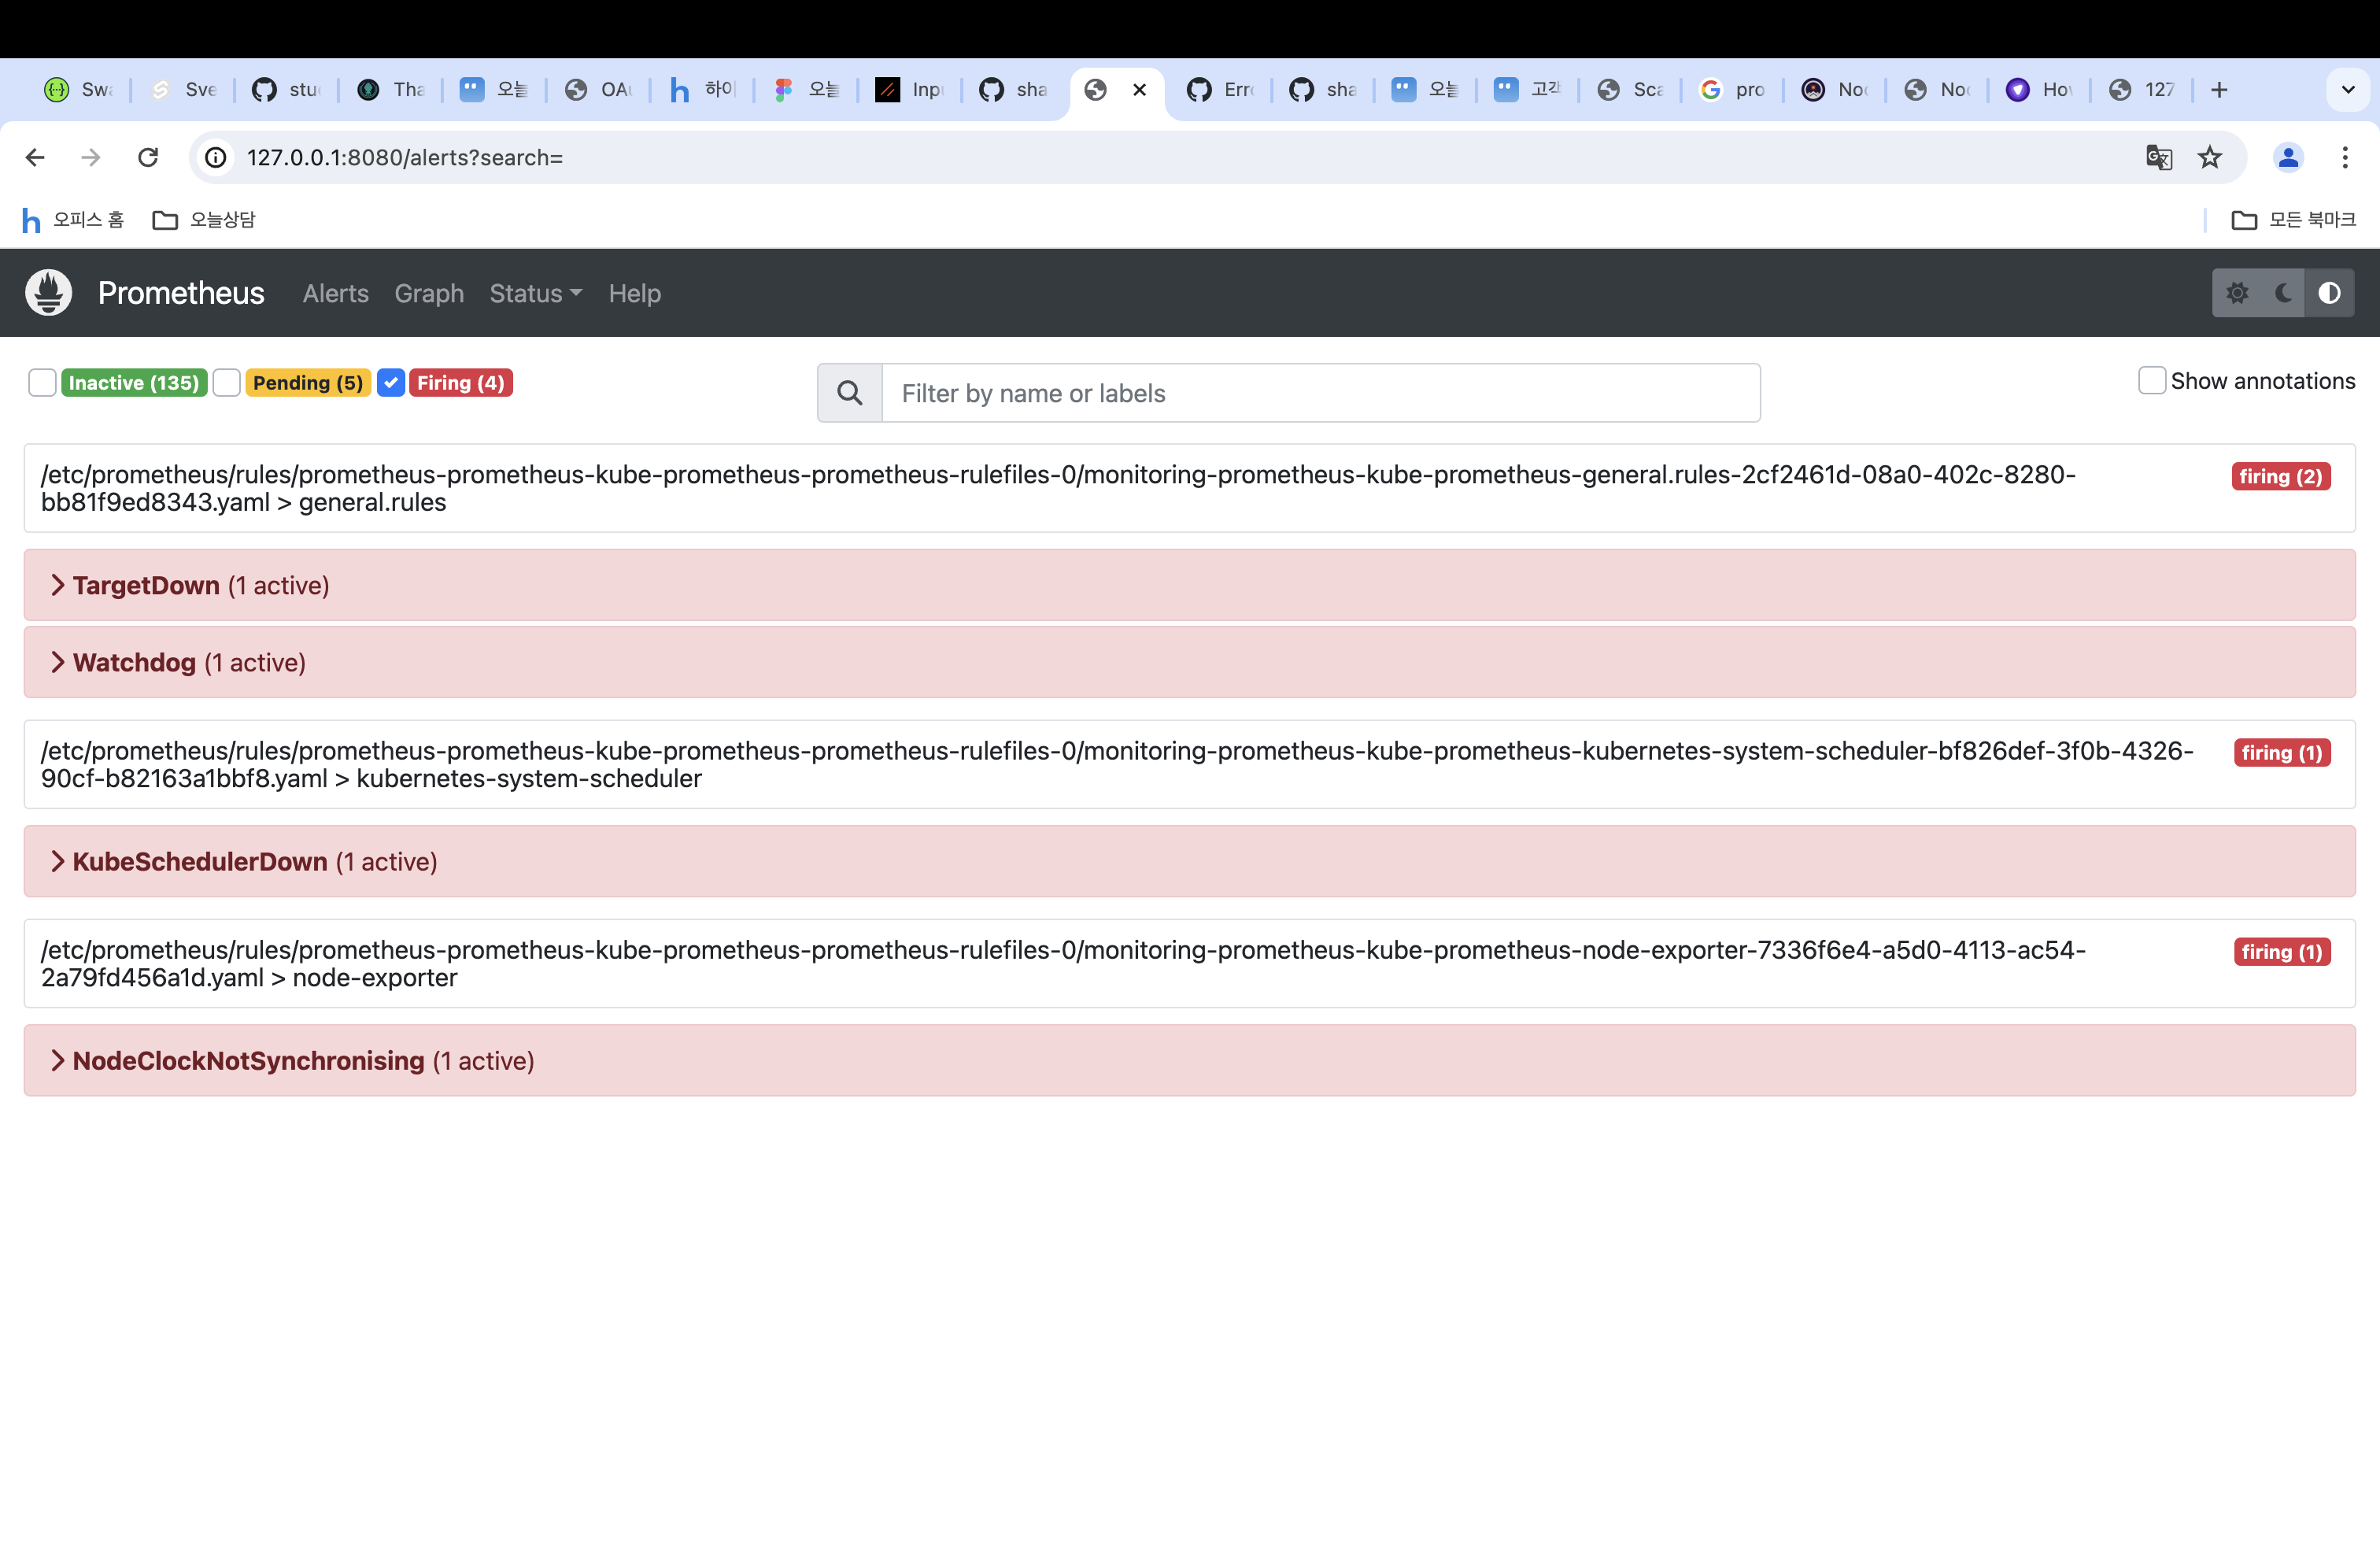 Swa Sve stu Tha 오늘 OAu 하이 오늘 Inpu sha Erro sha 오늘 고객 Sca pro Noc Noc How 127
127.0.0.1:8080/alerts?search=
오피스 홈 오늘상담 모든 북마크
Prometheus Alerts Graph Status Help
Inactive (135) Pending (5) Firing (4) Filter by name or labels Show annotations
/etc/prometheus/rules/prometheus-prometheus-kube-prometheus-prometheus-rulefiles-0/monitoring-prometheus-kube-prometheus-general.rules-2cf2461d-08a0-402c-8280- firing (2)
bb81f9ed8343.yaml > general.rules
TargetDown (1 active)
Watchdog (1 active)
/etc/prometheus/rules/prometheus-prometheus-kube-prometheus-prometheus-rulefiles-0/monitoring-prometheus-kube-prometheus-kubernetes-system-scheduler-bf826def-3f0b-4326- firing (1)
90cf-b82163a1bbf8.yaml > kubernetes-system-scheduler
KubeSchedulerDown (1 active)
/etc/prometheus/rules/prometheus-prometheus-kube-prometheus-prometheus-rulefiles-0/monitoring-prometheus-kube-prometheus-node-exporter-7336f6e4-a5d0-4113-ac54- firing (1)
2a79fd456a1d.yaml > node-exporter
NodeClockNotSynchronising (1 active)